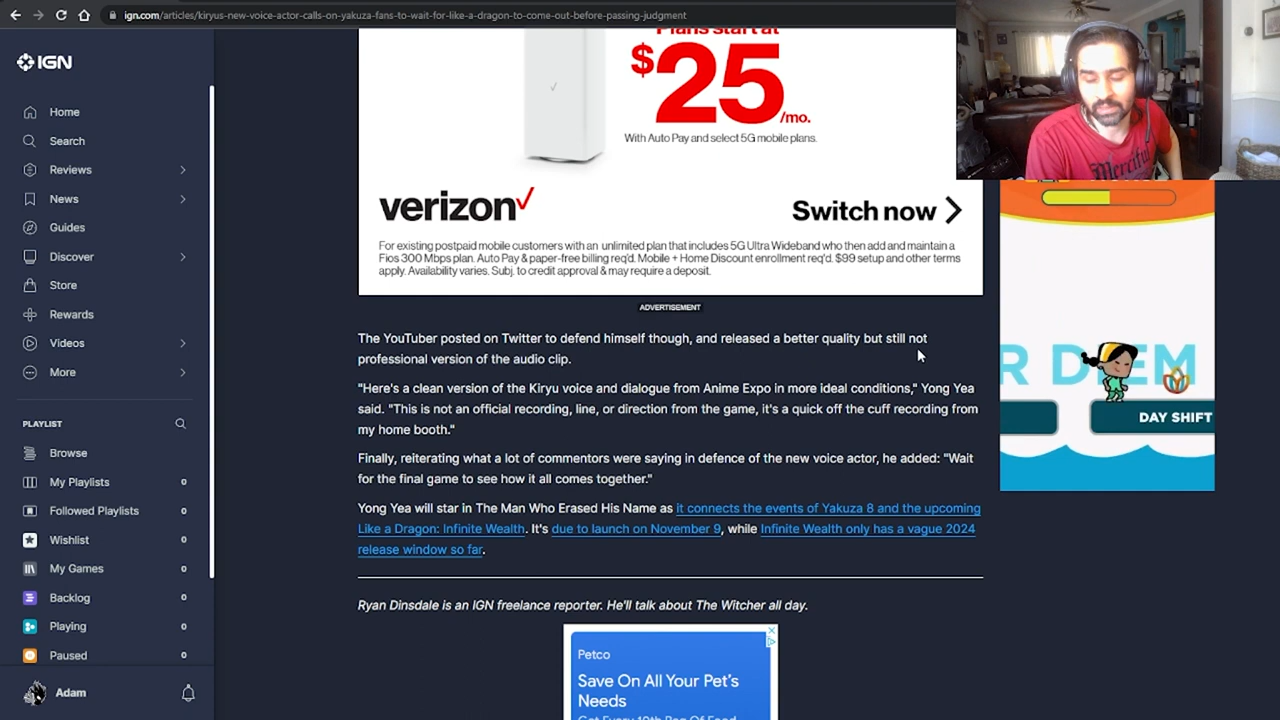 ign.com/articles/kiryus-new-voice-actor-calls-on-yakuza-fans-to-wait-for-like-a-dragon-to-come-out-before-passing-judgment
IGN
Home
Search
Reviews
News
Guides
Discover
Store
Rewards
Videos
More
PLAYLIST
Browse
My Playlists 0
Followed Playlists 0
Wishlist 0
My Games 0
Backlog 0
Playing 0
Paused 0
Adam
Plans start at
$25/mo.
With Auto Pay and select 5G mobile plans.
verizon
Switch now
For existing postpaid mobile customers with an unlimited plan that includes 5G Ultra Wideband who then add and maintain a
Fios 300 Mbps plan. Auto Pay & paper-free billing req'd. Mobile + Home Discount enrollment req'd. $99 setup and other terms
apply. Availability varies. Subj. to credit approval & may require a deposit.
ADVERTISEMENT
The YouTuber posted on Twitter to defend himself though, and released a better quality but still not
professional version of the audio clip.
"Here's a clean version of the Kiryu voice and dialogue from Anime Expo in more ideal conditions," Yong Yea
said. "This is not an official recording, line, or direction from the game, it's a quick off the cuff recording from
my home booth."
Finally, reiterating what a lot of commentors were saying in defence of the new voice actor, he added: "Wait
for the final game to see how it all comes together."
Yong Yea will star in The Man Who Erased His Name as it connects the events of Yakuza 8 and the upcoming
Like a Dragon: Infinite Wealth. It's due to launch on November 9, while Infinite Wealth only has a vague 2024
release window so far.
Ryan Dinsdale is an IGN freelance reporter. He'll talk about The Witcher all day.
Petco
Save On All Your Pet's
Needs
Get Every 10th Bag Of Food
Merciful
R D EM
DAY SHIFT